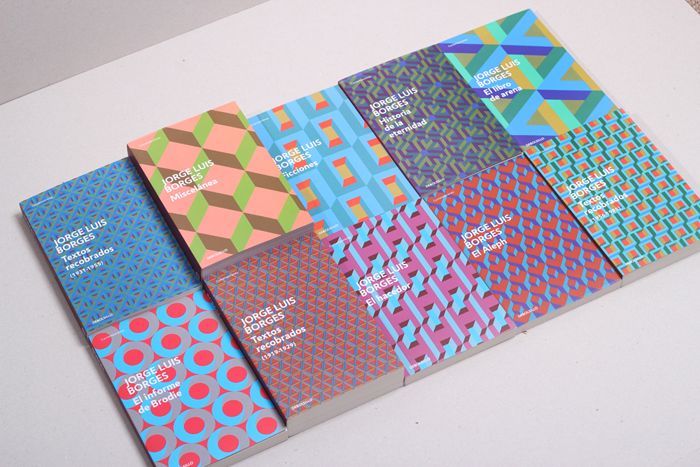 JORGE LUIS
BORGES
Textos
recobrados
(1931-1955)
JORGE LUIS
BORGES
Miscelánea
JORGE LUIS
BORGES
Ficciones
JORGE LUIS
BORGES
Historia
de la
eternidad
JORGE LUIS
BORGES
El libro
de arena
JORGE LUIS
BORGES
El informe
de Brodie
JORGE LUIS
BORGES
Textos
recobrados
(1919-1929)
JORGE LUIS
BORGES
El hacedor
JORGE LUIS
BORGES
El Aleph
JORGE LUIS
BORGES
Textos
recobrados